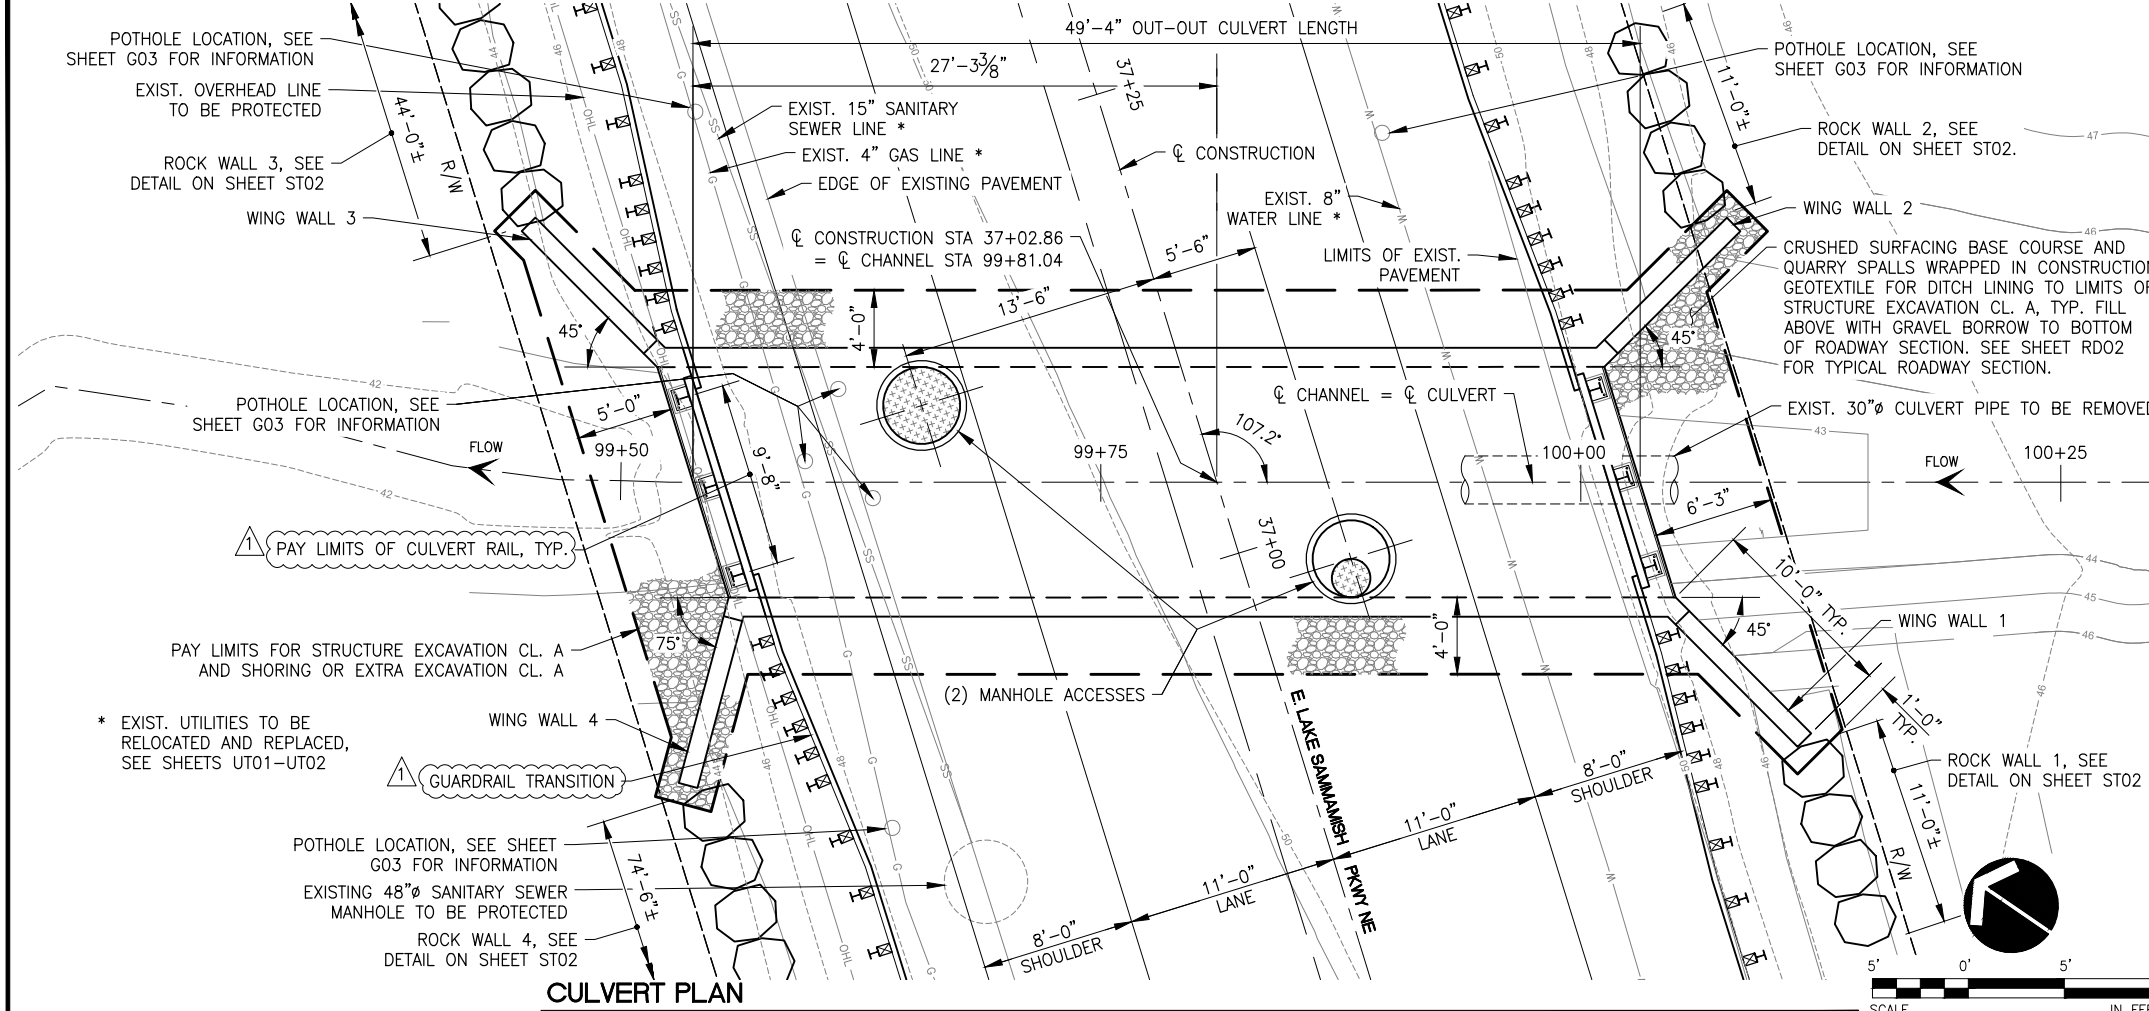 POTHOLE LOCATION, SEE
SHEET G03 FOR INFORMATION
EXIST. OVERHEAD LINE
TO BE PROTECTED
ROCK WALL 3, SEE
DETAIL ON SHEET ST02
WING WALL 3
44'-0"±
R/W
49'-4" OUT-OUT CULVERT LENGTH
27'-3⅜"
37+25
EXIST. 15" SANITARY
SEWER LINE *
EXIST. 4" GAS LINE *
EDGE OF EXISTING PAVEMENT
℄ CONSTRUCTION
℄ CONSTRUCTION STA 37+02.86
= ℄ CHANNEL STA 99+81.04
EXIST. 8"
WATER LINE *
LIMITS OF EXIST.
PAVEMENT
5'-6"
13'-6"
4'-0"
45°
POTHOLE LOCATION, SEE
SHEET G03 FOR INFORMATION
11'-0"±
ROCK WALL 2, SEE
DETAIL ON SHEET ST02.
WING WALL 2
CRUSHED SURFACING BASE COURSE AND
QUARRY SPALLS WRAPPED IN CONSTRUCTION
GEOTEXTILE FOR DITCH LINING TO LIMITS OF
STRUCTURE EXCAVATION CL. A, TYP. FILL
ABOVE WITH GRAVEL BORROW TO BOTTOM
OF ROADWAY SECTION. SEE SHEET RD02
FOR TYPICAL ROADWAY SECTION.
45°
EXIST. 30"ø CULVERT PIPE TO BE REMOVED
POTHOLE LOCATION, SEE
SHEET G03 FOR INFORMATION
5'-0"
9'-8"
℄ CHANNEL = ℄ CULVERT
107.2°
FLOW
99+50
99+75
100+00
FLOW
100+25
6'-3"
37+00
1
PAY LIMITS OF CULVERT RAIL, TYP.
10'-0" TYP.
45°
WING WALL 1
PAY LIMITS FOR STRUCTURE EXCAVATION CL. A
AND SHORING OR EXTRA EXCAVATION CL. A
75°
4'-0"
(2) MANHOLE ACCESSES
1'-0"
TYP.
* EXIST. UTILITIES TO BE
RELOCATED AND REPLACED,
SEE SHEETS UT01-UT02
WING WALL 4
1
GUARDRAIL TRANSITION
E. LAKE SAMMAMISH PKWY NE
ROCK WALL 1, SEE
DETAIL ON SHEET ST02
11'-0"±
R/W
POTHOLE LOCATION, SEE SHEET
G03 FOR INFORMATION
EXISTING 48"ø SANITARY SEWER
MANHOLE TO BE PROTECTED
ROCK WALL 4, SEE
DETAIL ON SHEET ST02
74'-6"±
8'-0"
SHOULDER
11'-0"
LANE
11'-0"
LANE
8'-0"
SHOULDER
42
42
43
44
45
46
46
47
46
CULVERT PLAN
5'
0'
5'